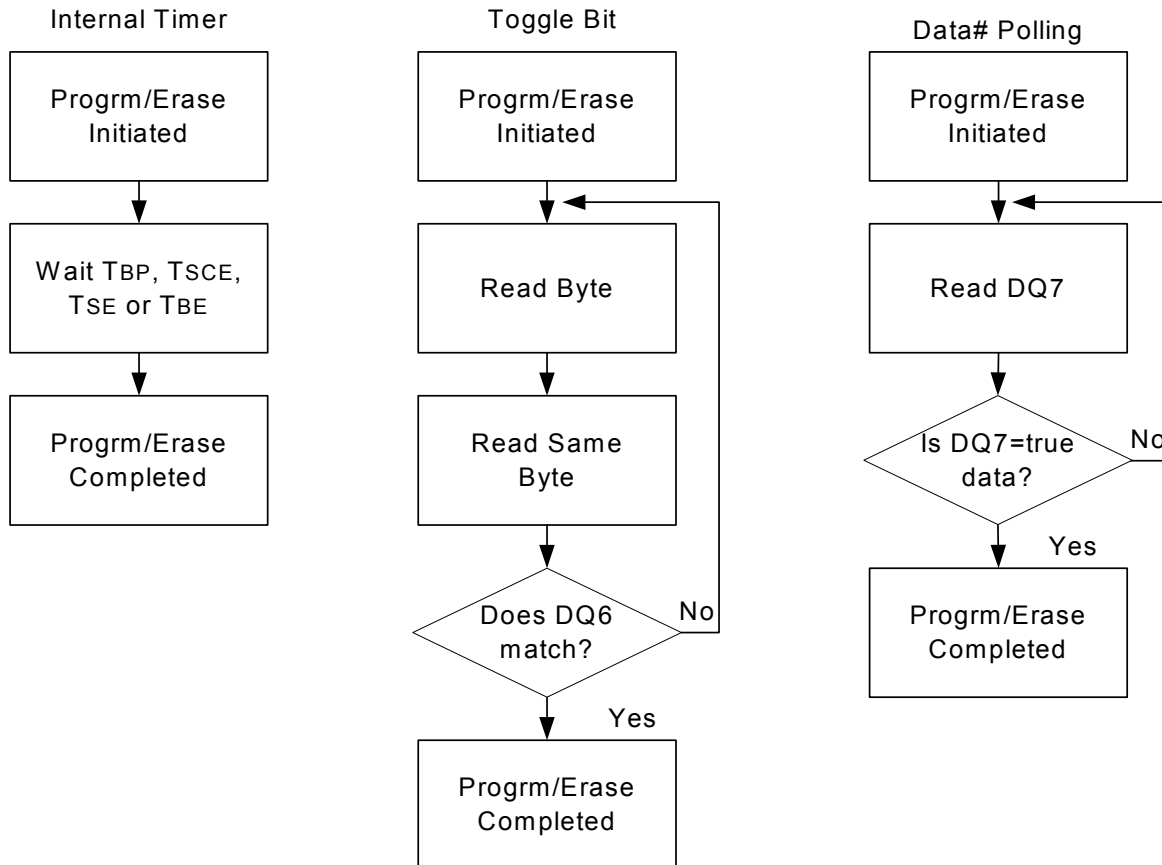 Internal Timer
Progrm/Erase
Initiated
Wait TBP, TSCE,
TSE or TBE
Progrm/Erase
Completed
Toggle Bit
Progrm/Erase
Initiated
Read Byte
Read Same
Byte
Does DQ6
match?
No
Yes
Progrm/Erase
Completed
Data# Polling
Progrm/Erase
Initiated
Read DQ7
Is DQ7=true
data?
No
Yes
Progrm/Erase
Completed